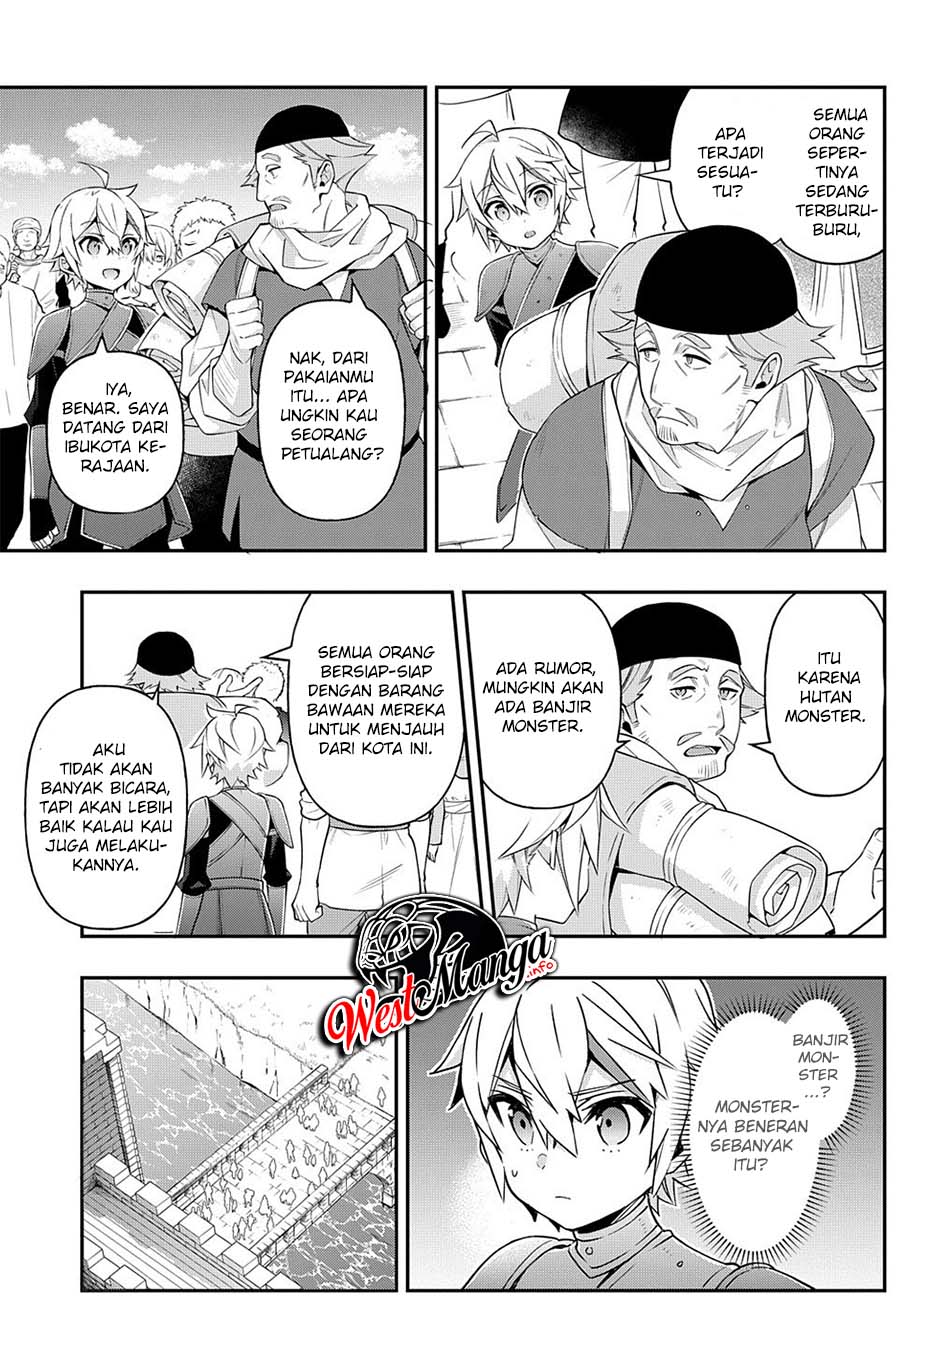 SEMUA
ORANG
SEPER-
TINYA
SEDANG
TERBURU-
BURU,
APA
TERJADI
SESUA-
TU?
NAK, DARI
PAKAIANMU
ITU... APA
UNGKIN KAU
SEORANG
PETUALANG?
IYA,
BENAR. SAYA
DATANG DARI
IBUKOTA KE-
RAJAAN.
ITU
KARENA
HUTAN
MONSTER.
ADA RUMOR,
MUNGKIN AKAN
ADA BANJIR
MONSTER.
SEMUA ORANG
BERSIAP-SIAP
DENGAN BARANG
BAWAAN MEREKA
UNTUK MENJAUH
DARI KOTA INI.
AKU
TIDAK AKAN
BANYAK BICARA,
TAPI AKAN LEBIH
BAIK KALAU KAU
JUGA MELAKU-
KANNYA.
WestManga
.info
BANJIR
MONSTER
...?
MONSTER-
NYA BENERAN
SEBANYAK
ITU?